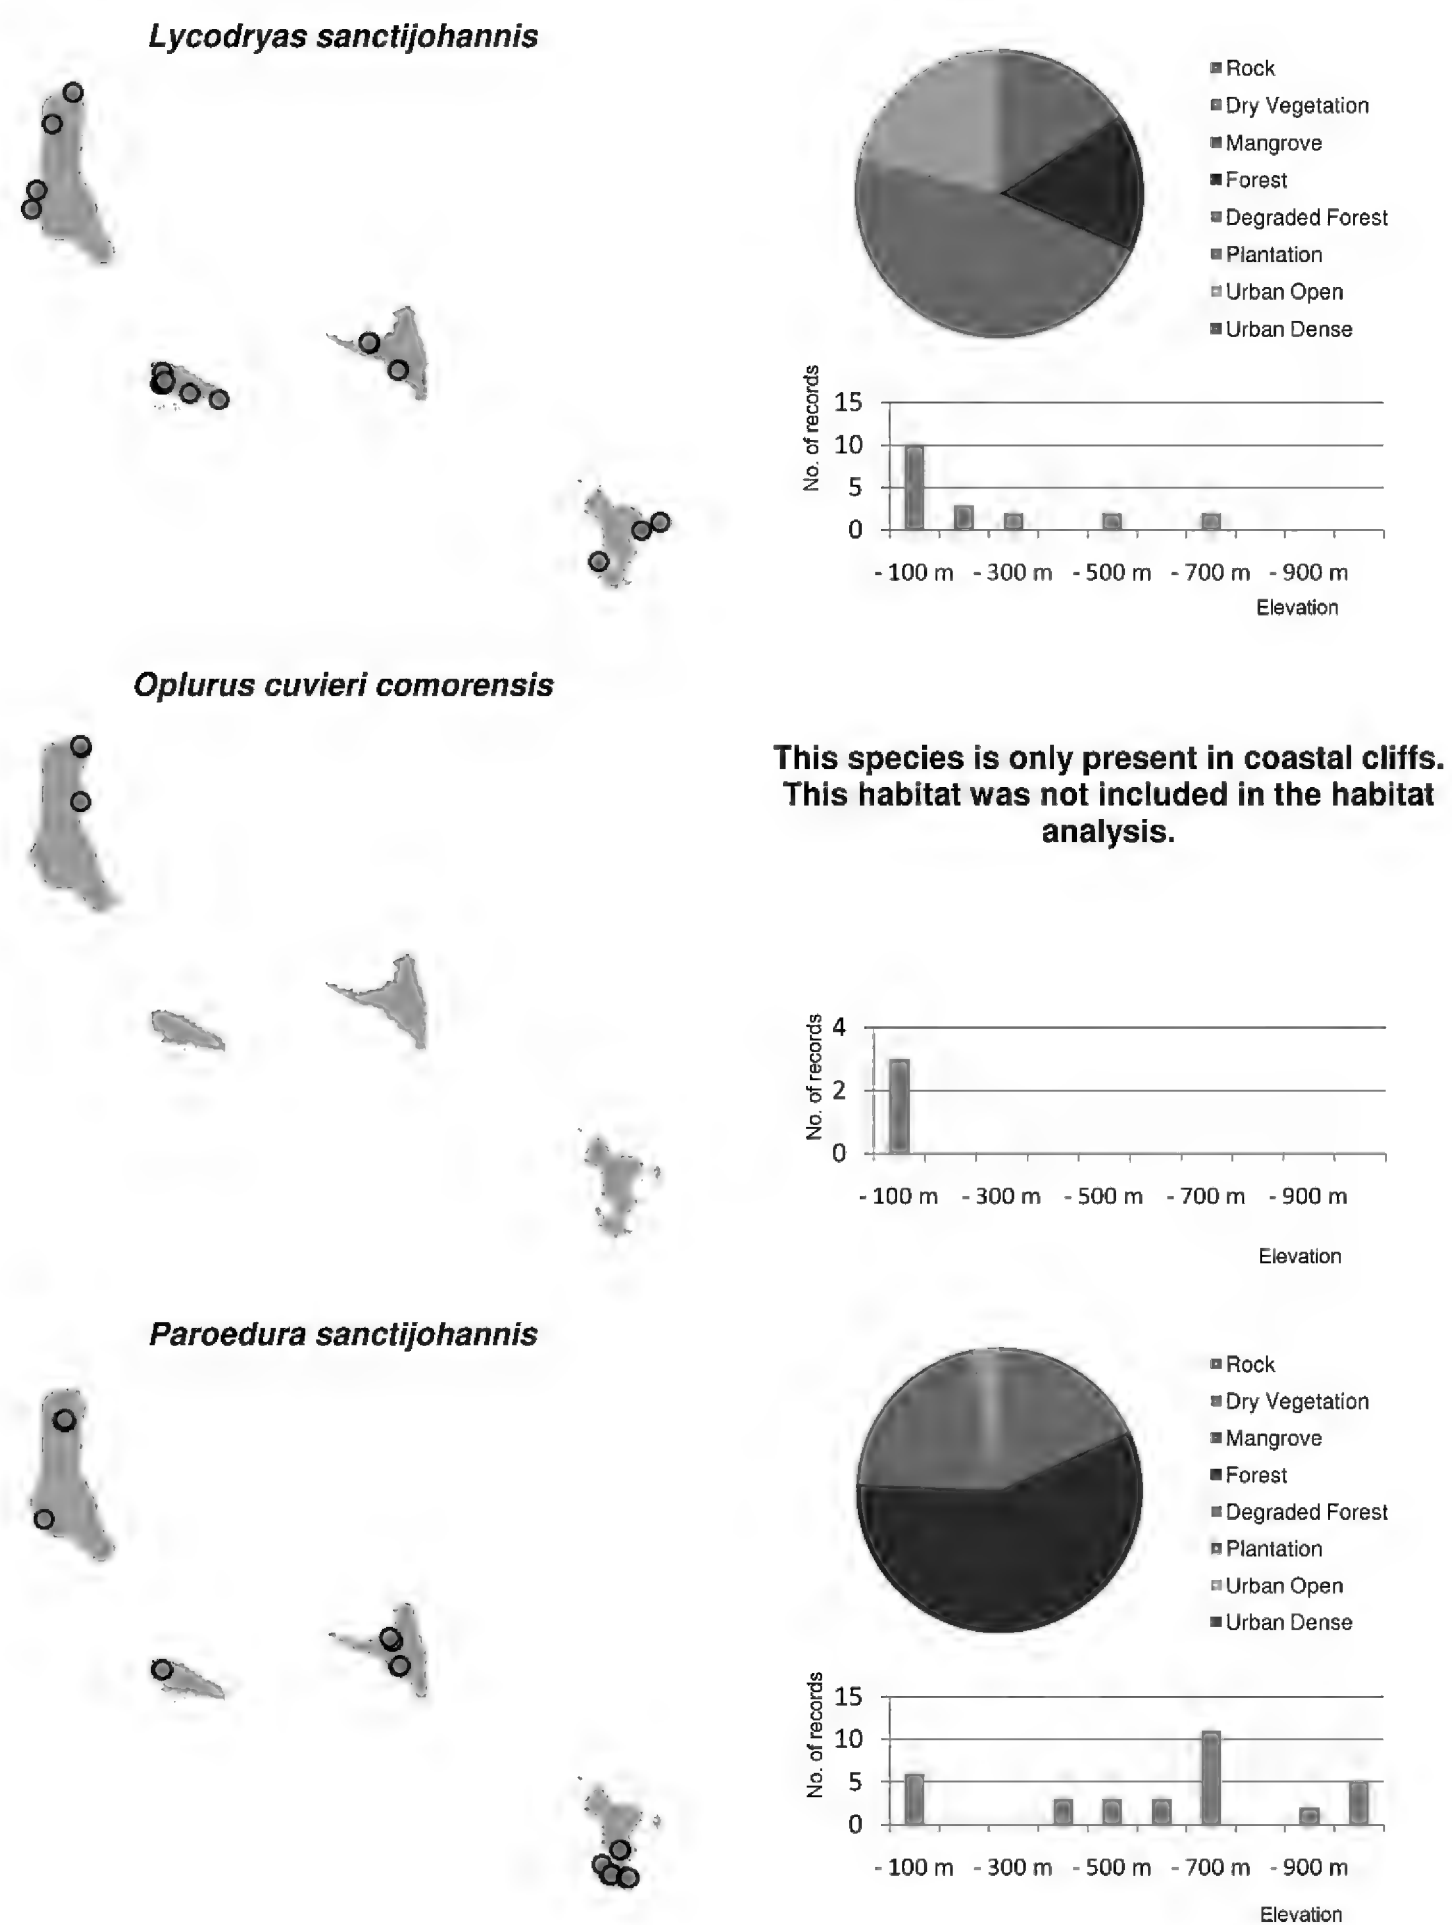 Lycodryas sanctijohannis
Rock
Dry Vegetation
Mangrove
Forest
Degraded Forest
Plantation
Urban Open
Urban Dense
No. of records
15
10
5
0
- 100 m - 300 m - 500 m - 700 m - 900 m
Elevation
Oplurus cuvieri comorensis
This species is only present in coastal cliffs.
This habitat was not included in the habitat
analysis.
No. of records
4
2
0
- 100 m - 300 m - 500 m - 700 m - 900 m
Elevation
Paroedura sanctijohannis
Rock
Dry Vegetation
Mangrove
Forest
Degraded Forest
Plantation
Urban Open
Urban Dense
No. of records
15
10
5
0
- 100 m - 300 m - 500 m - 700 m - 900 m
Elevation